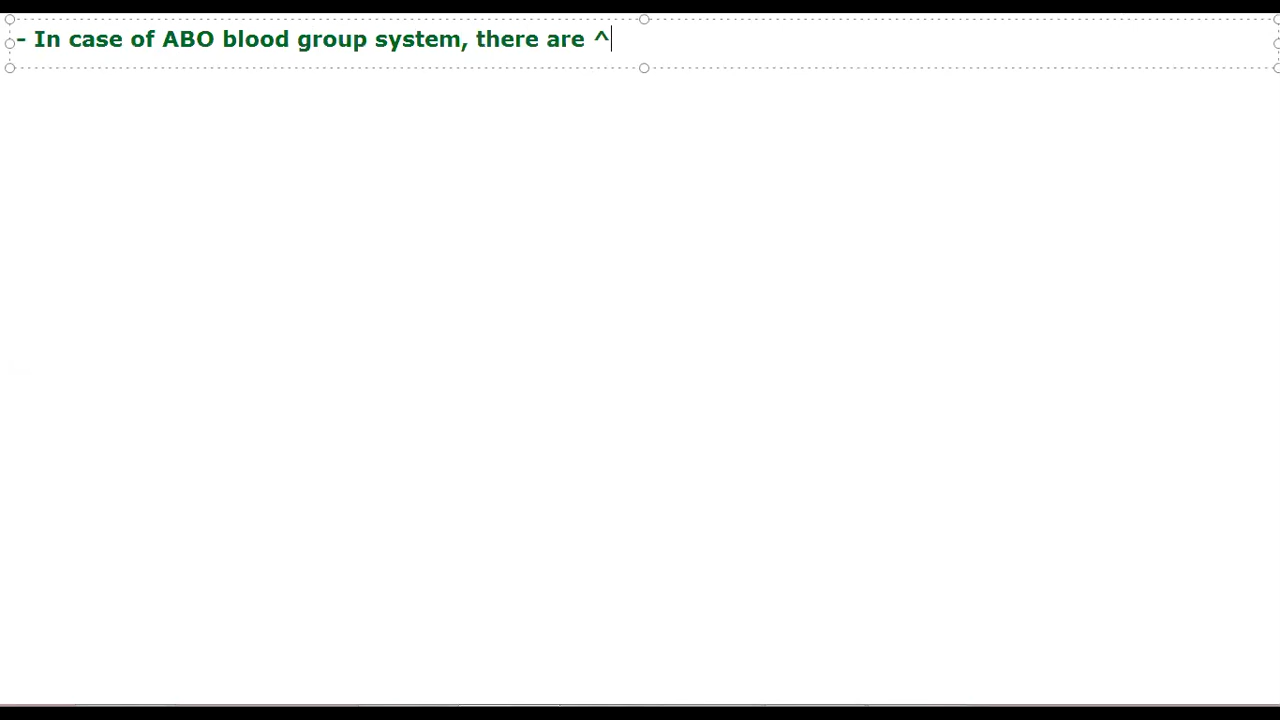 - In case of ABO blood group system, there are ^